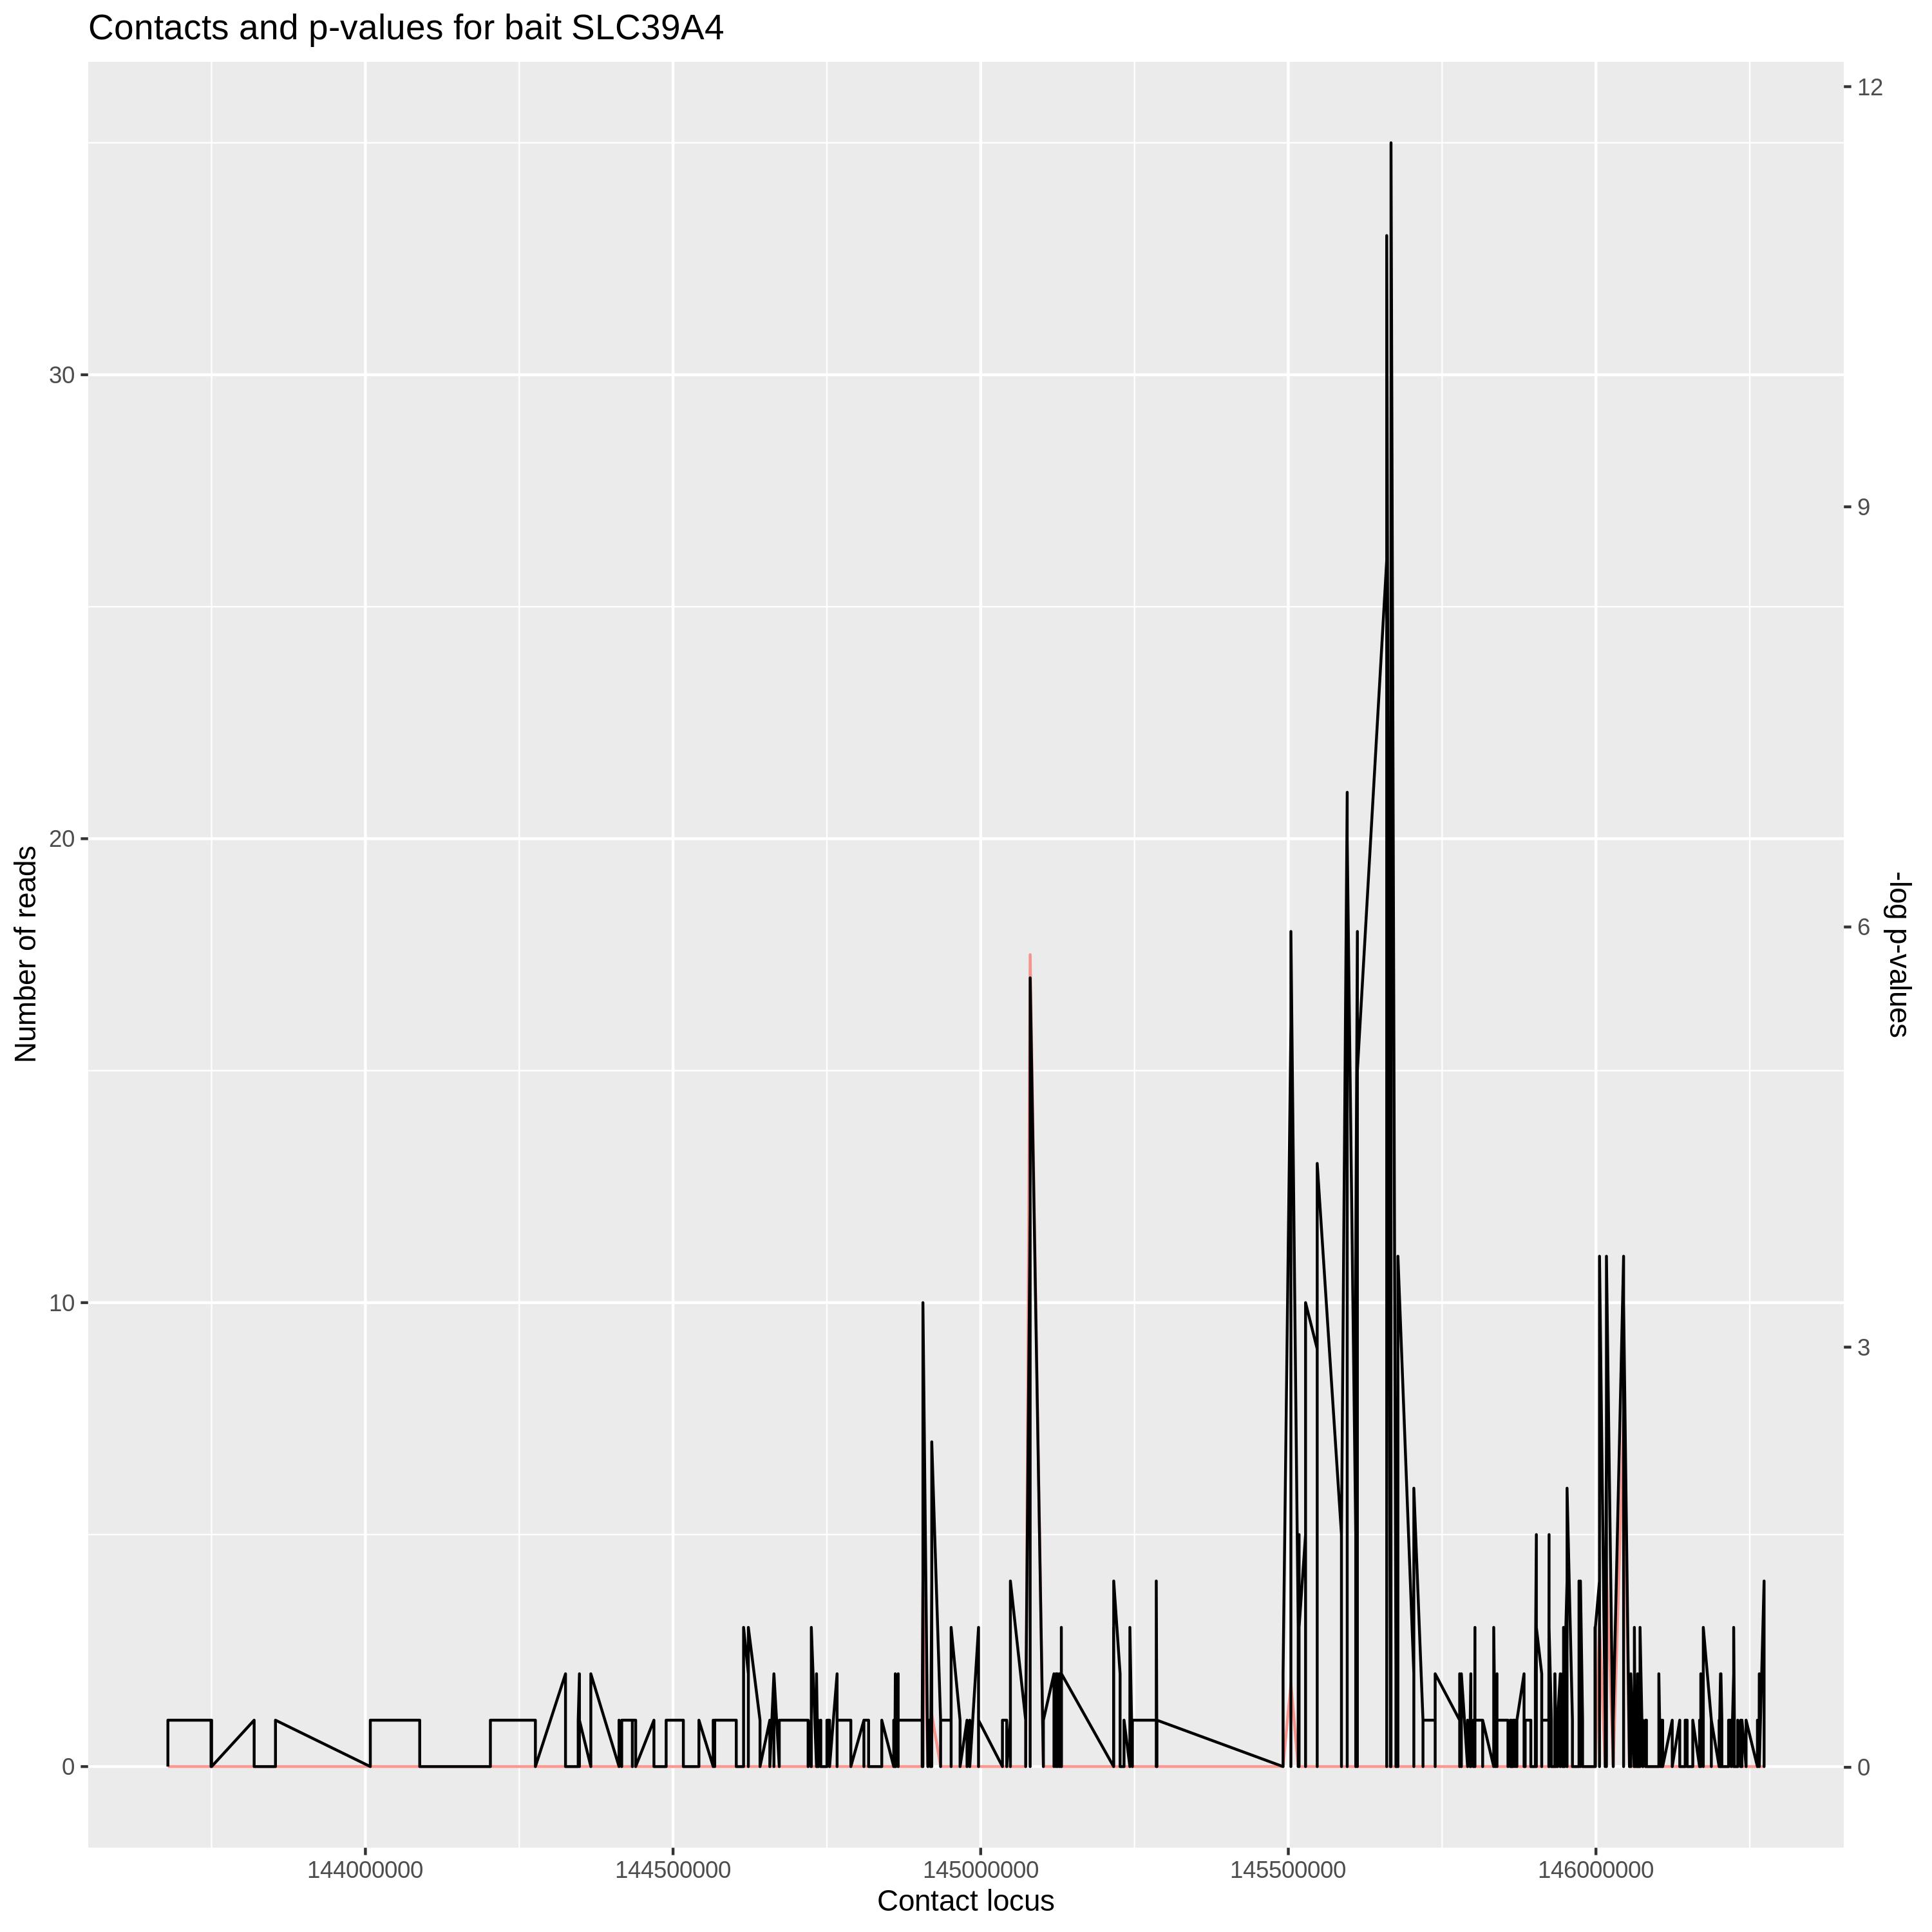 Contacts and p-values for bait SLC39A4
12
30
9
20
6
10
3
0
0
Number of reads
-log p-values
144000000 144500000 145000000 145500000 146000000
Contact locus